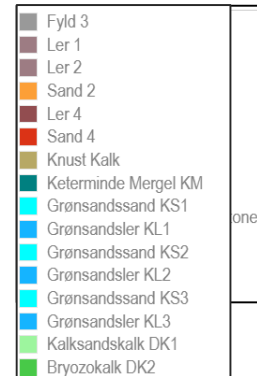 Fyld 3
Ler 1
Ler 2
Sand 2
Ler 4
Sand 4
Knust Kalk
Keterminde Mergel KM
Grønsandssand KS1
Grønsandsler KL1
one
Grønsandssand KS2
Grønsandsler KL2
Grønsandssand KS3
Grønsandsler KL3
Kalksandskalk DK1
Bryozokalk DK2